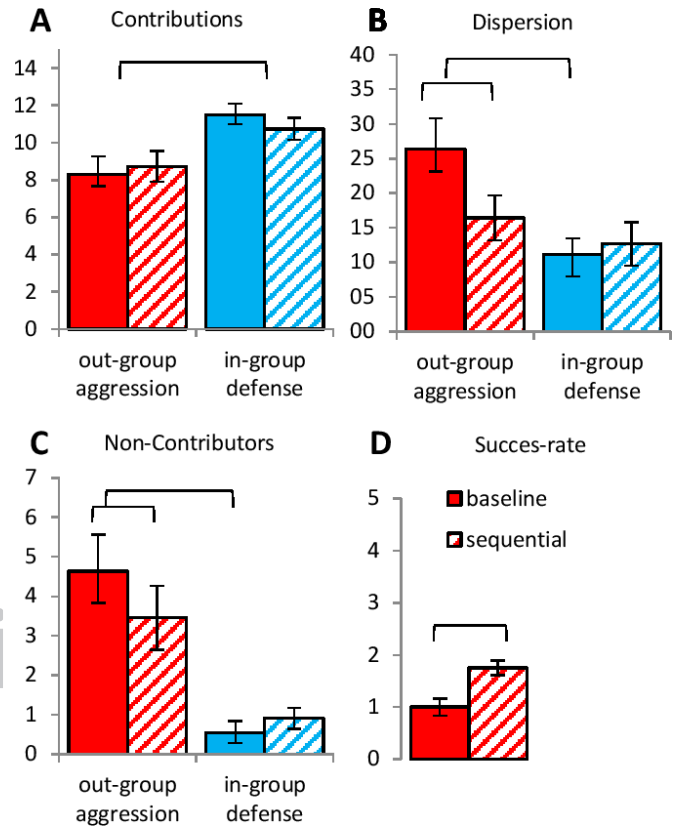 A
Contributions
14
12
10
8
6
4
2
0
out-group
aggression
in-group
defense
B
Dispersion
40
35
30
25
20
15
10
05
00
out-group
aggression
in-group
defense
C
Non-Contributors
7
6
5
4
3
2
1
0
out-group
aggression
in-group
defense
D
Succes-rate
5
4
3
2
1
0
baseline
sequential